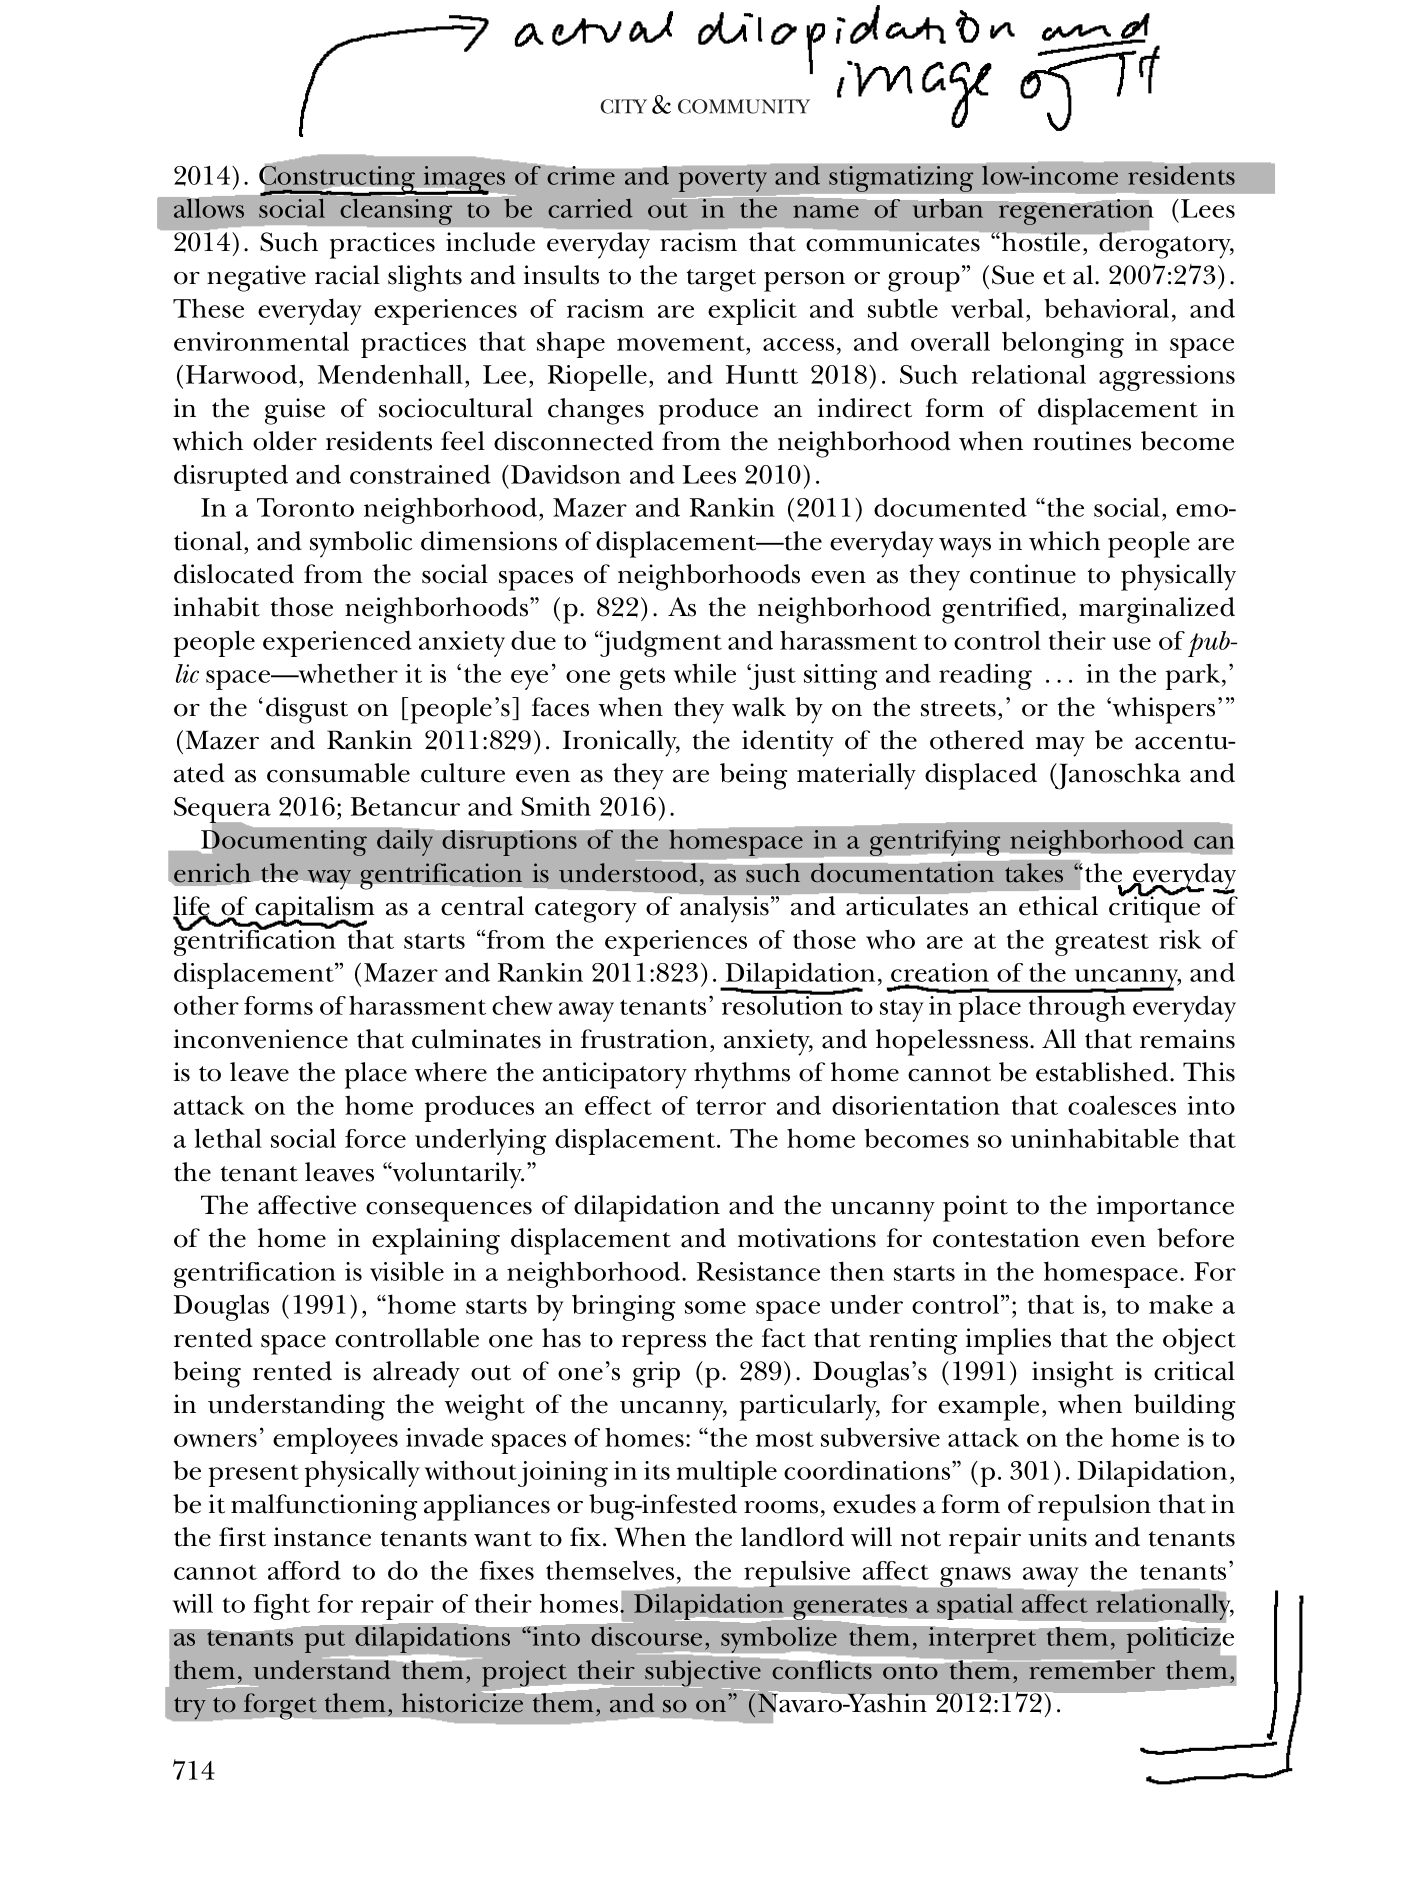 actual dilapidation and
image of it
CITY & COMMUNITY
2014). Constructing images of crime and poverty and stigmatizing low-income residents
allows social cleansing to be carried out in the name of urban regeneration (Lees
2014). Such practices include everyday racism that communicates “hostile, derogatory,
or negative racial slights and insults to the target person or group” (Sue et al. 2007:273).
These everyday experiences of racism are explicit and subtle verbal, behavioral, and
environmental practices that shape movement, access, and overall belonging in space
(Harwood, Mendenhall, Lee, Riopelle, and Huntt 2018). Such relational aggressions
in the guise of sociocultural changes produce an indirect form of displacement in
which older residents feel disconnected from the neighborhood when routines become
disrupted and constrained (Davidson and Lees 2010).
In a Toronto neighborhood, Mazer and Rankin (2011) documented “the social, emo-
tional, and symbolic dimensions of displacement—the everyday ways in which people are
dislocated from the social spaces of neighborhoods even as they continue to physically
inhabit those neighborhoods” (p. 822). As the neighborhood gentrified, marginalized
people experienced anxiety due to “judgment and harassment to control their use of pub-
lic space—whether it is ‘the eye’ one gets while ‘just sitting and reading ... in the park,’
or the ‘disgust on [people’s] faces when they walk by on the streets,’ or the ‘whispers’”
(Mazer and Rankin 2011:829). Ironically, the identity of the othered may be accentu-
ated as consumable culture even as they are being materially displaced (Janoschka and
Sequera 2016; Betancur and Smith 2016).
Documenting daily disruptions of the homespace in a gentrifying neighborhood can
enrich the way gentrification is understood, as such documentation takes “the everyday
life of capitalism as a central category of analysis” and articulates an ethical critique of
gentrification that starts “from the experiences of those who are at the greatest risk of
displacement” (Mazer and Rankin 2011:823). Dilapidation, creation of the uncanny, and
other forms of harassment chew away tenants’ resolution to stay in place through everyday
inconvenience that culminates in frustration, anxiety, and hopelessness. All that remains
is to leave the place where the anticipatory rhythms of home cannot be established. This
attack on the home produces an effect of terror and disorientation that coalesces into
a lethal social force underlying displacement. The home becomes so uninhabitable that
the tenant leaves “voluntarily.”
The affective consequences of dilapidation and the uncanny point to the importance
of the home in explaining displacement and motivations for contestation even before
gentrification is visible in a neighborhood. Resistance then starts in the homespace. For
Douglas (1991), “home starts by bringing some space under control”; that is, to make a
rented space controllable one has to repress the fact that renting implies that the object
being rented is already out of one’s grip (p. 289). Douglas’s (1991) insight is critical
in understanding the weight of the uncanny, particularly, for example, when building
owners’ employees invade spaces of homes: “the most subversive attack on the home is to
be present physically without joining in its multiple coordinations” (p. 301). Dilapidation,
be it malfunctioning appliances or bug-infested rooms, exudes a form of repulsion that in
the first instance tenants want to fix. When the landlord will not repair units and tenants
cannot afford to do the fixes themselves, the repulsive affect gnaws away the tenants’
will to fight for repair of their homes. Dilapidation generates a spatial affect relationally,
as tenants put dilapidations “into discourse, symbolize them, interpret them, politicize
them, understand them, project their subjective conflicts onto them, remember them,
try to forget them, historicize them, and so on” (Navaro-Yashin 2012:172).
714